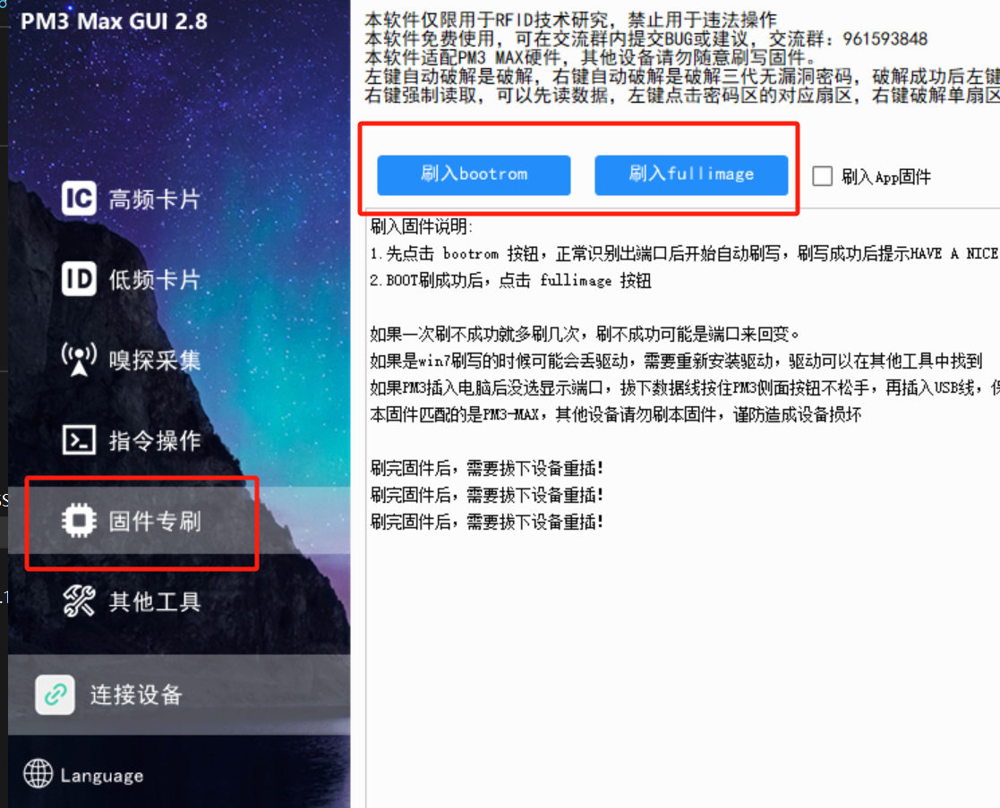 PM3 Max GUI 2.8
本软件仅限用于RFID技术研究，禁止用于违法操作
本软件免费使用，可在交流群内提交BUG或建议，交流群：961593848
本软件适配PM3 MAX硬件，其他设备请勿随意刷写固件。
左键自动破解是破解，右键自动破解是破解三代无漏洞密码，破解成功后左键
右键强制读取，可以先读数据，左键点击密码区的对应扇区，右键破解单扇区
刷入bootrom
刷入fullimage
刷入App固件
IC 高频卡片
ID 低频卡片
嗅探采集
指令操作
固件专刷
其他工具
连接设备
Language
刷入固件说明:
1.先点击 bootrom 按钮，正常识别出端口后开始自动刷写，刷写成功后提示HAVE A NICE
2.BOOT刷成功后，点击 fullimage 按钮
如果一次刷不成功就多刷几次，刷不成功可能是端口来回变。
如果是win7刷写的时候可能会丢驱动，需要重新安装驱动，驱动可以在其他工具中找到
如果PM3插入电脑后没选显示端口，拔下数据线按住PM3侧面按钮不松手，再插入USB线，
本固件匹配的是PM3-MAX，其他设备请勿刷本固件，谨防造成设备损坏
刷完固件后，需要拔下设备重插！
刷完固件后，需要拔下设备重插！
刷完固件后，需要拔下设备重插！